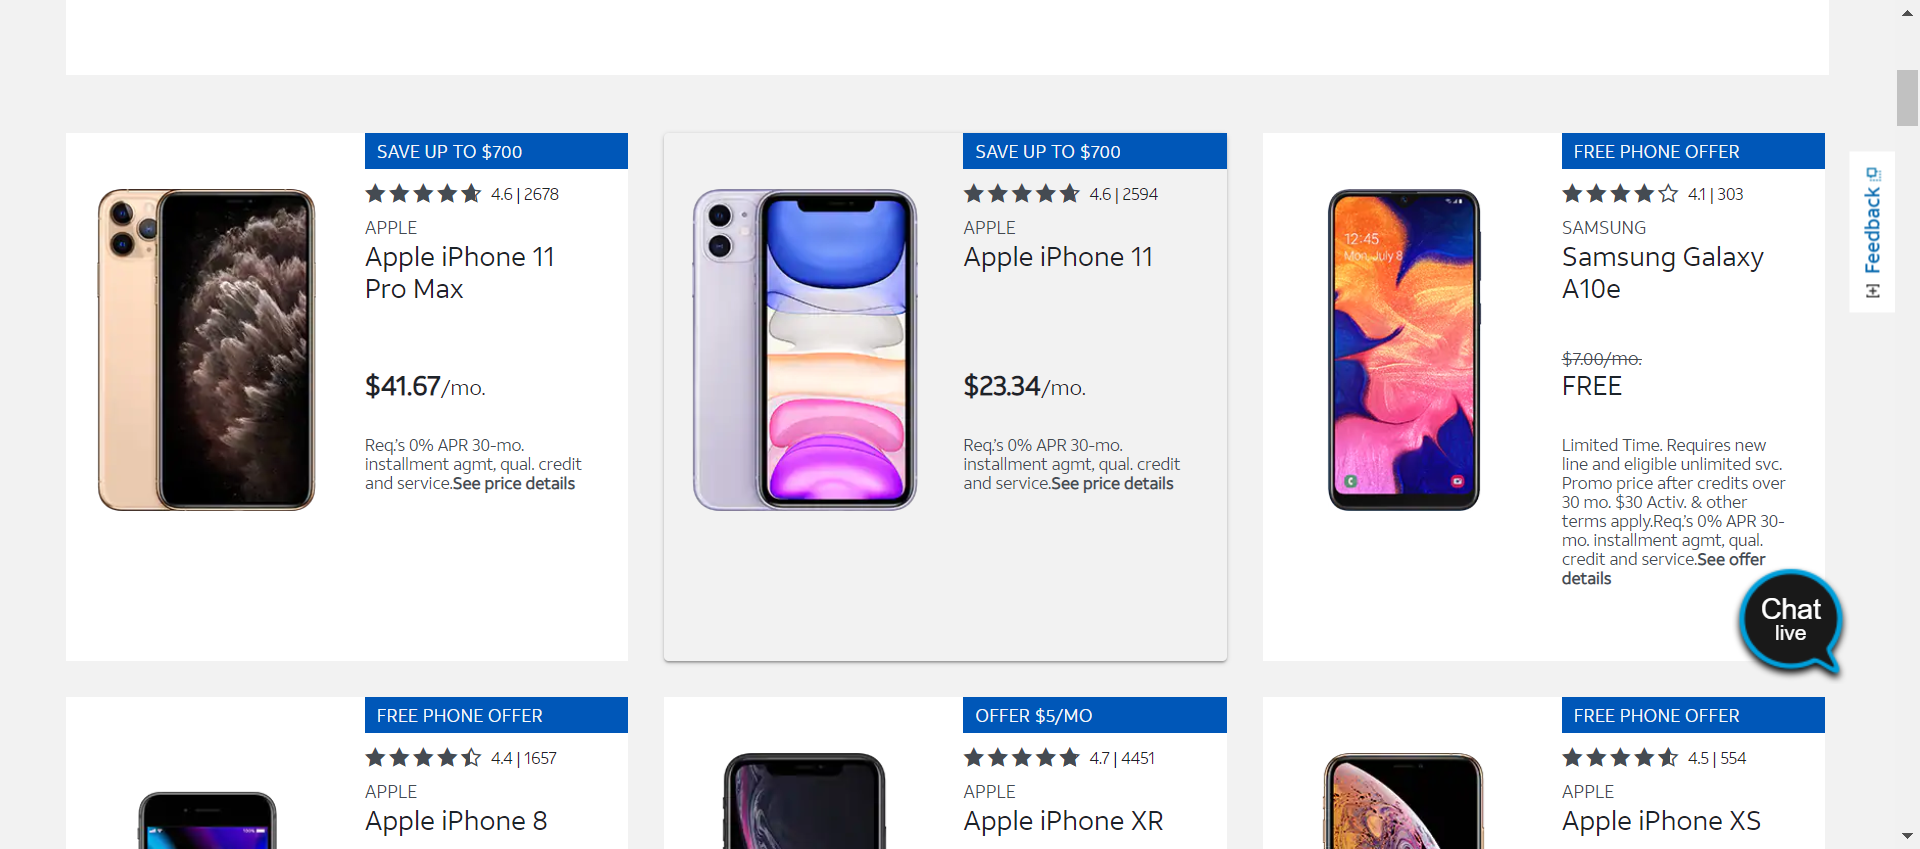 SAVE UP TO $700
4.6 | 2678
APPLE
Apple iPhone 11
Pro Max
$41.67/mo.
Req.'s 0% APR 30-mo.
installment agmt, qual. credit
and service.See price details
SAVE UP TO $700
4.6 | 2594
APPLE
Apple iPhone 11
$23.34/mo.
Req.'s 0% APR 30-mo.
installment agmt, qual. credit
and service.See price details
FREE PHONE OFFER
4.1 | 303
SAMSUNG
Samsung Galaxy
A10e
12:45
Mon, July 8
$7.00/mo.
FREE
Limited Time. Requires new
line and eligible unlimited svc.
Promo price after credits over
30 mo. $30 Activ. & other
terms apply.Req.'s 0% APR 30-
mo. installment agmt, qual.
credit and service.See offer
details
[+] Feedback
Chat
live
FREE PHONE OFFER
4.4 | 1657
APPLE
Apple iPhone 8
OFFER $5/MO
4.7 | 4451
APPLE
Apple iPhone XR
FREE PHONE OFFER
4.5 | 554
APPLE
Apple iPhone XS